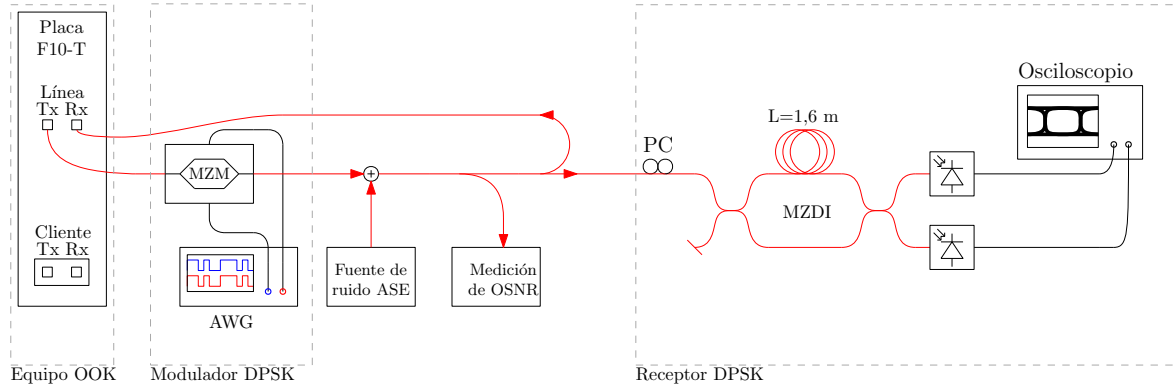 Placa
F10-T
Línea
Tx Rx
Cliente
Tx Rx
Equipo OOK
MZM
AWG
Modulador DPSK
Fuente de
ruido ASE
Medición
de OSNR
PC
L=1,6 m
MZDI
Osciloscopio
Receptor DPSK